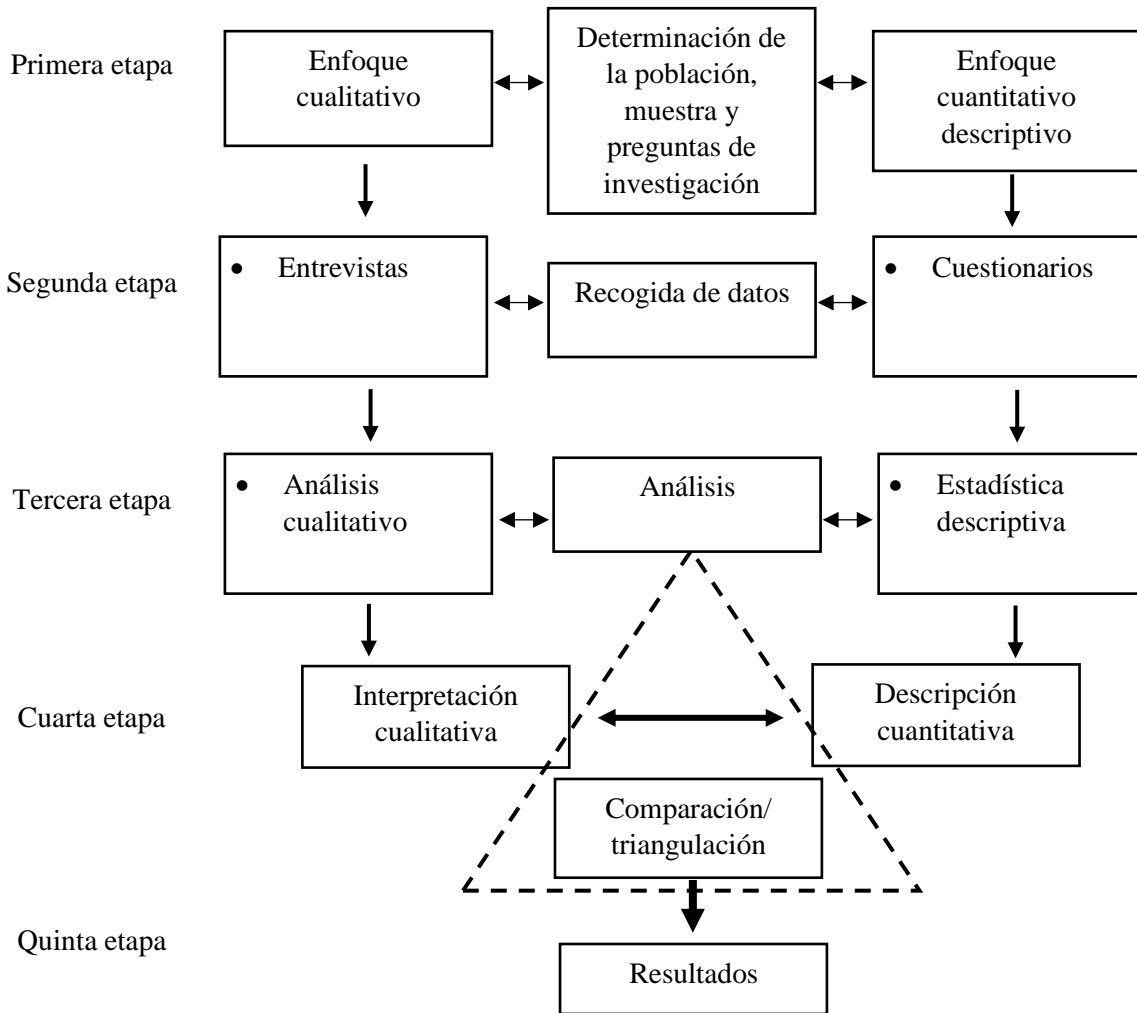 Primera etapa
Enfoque
cualitativo
Determinación de
la población,
muestra y
preguntas de
investigación
Enfoque
cuantitativo
descriptivo
Segunda etapa
• Entrevistas
Recogida de datos
• Cuestionarios
Tercera etapa
• Análisis
cualitativo
Análisis
• Estadística
descriptiva
Cuarta etapa
Interpretación
cualitativa
Descripción
cuantitativa
Comparación/
triangulación
Quinta etapa
Resultados